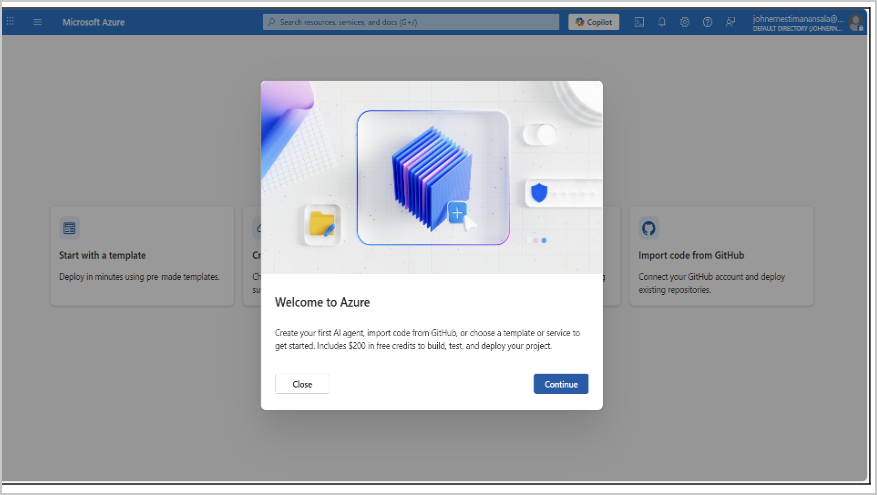 Microsoft Azure
Search resources, services, and docs (G+/)
Copilot
johnernestimanansala@...
DEFAULT DIRECTORY (JOHNERN...
Start with a template
Deploy in minutes using pre-made templates.
Import code from GitHub
Connect your GitHub account and deploy
existing repositories.
Welcome to Azure
Create your first AI agent, import code from GitHub, or choose a template or service to
get started. Includes $200 in free credits to build, test, and deploy your project.
Close
Continue